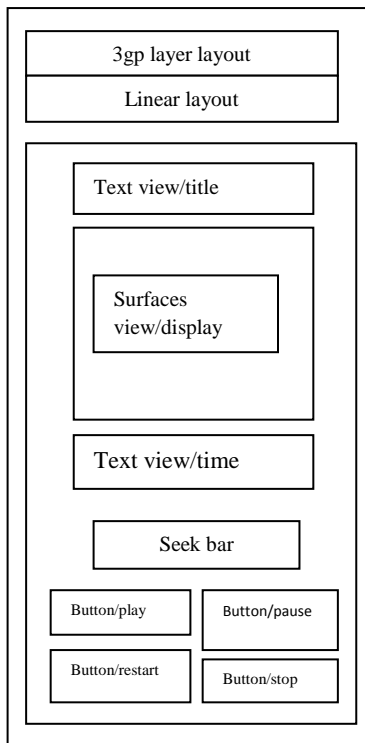 3gp layer layout
Linear layout
Text view/title
Surfaces
view/display
Text view/time
Seek bar
Button/play
Button/pause
Button/restart
Button/stop